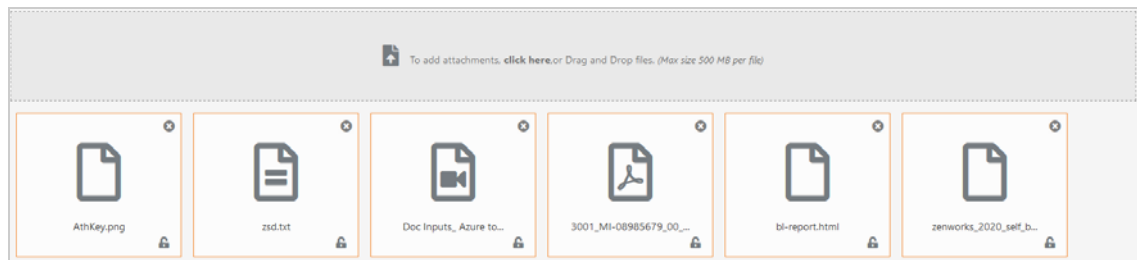 To add attachments, click here.or Drag and Drop files. (Max size 500 MB per file)
AthKey.png
zsd.txt
Doc Inputs_ Azure to...
3001_MI-08985679_00_...
bl-report.html
zenworks_2020_self_b...